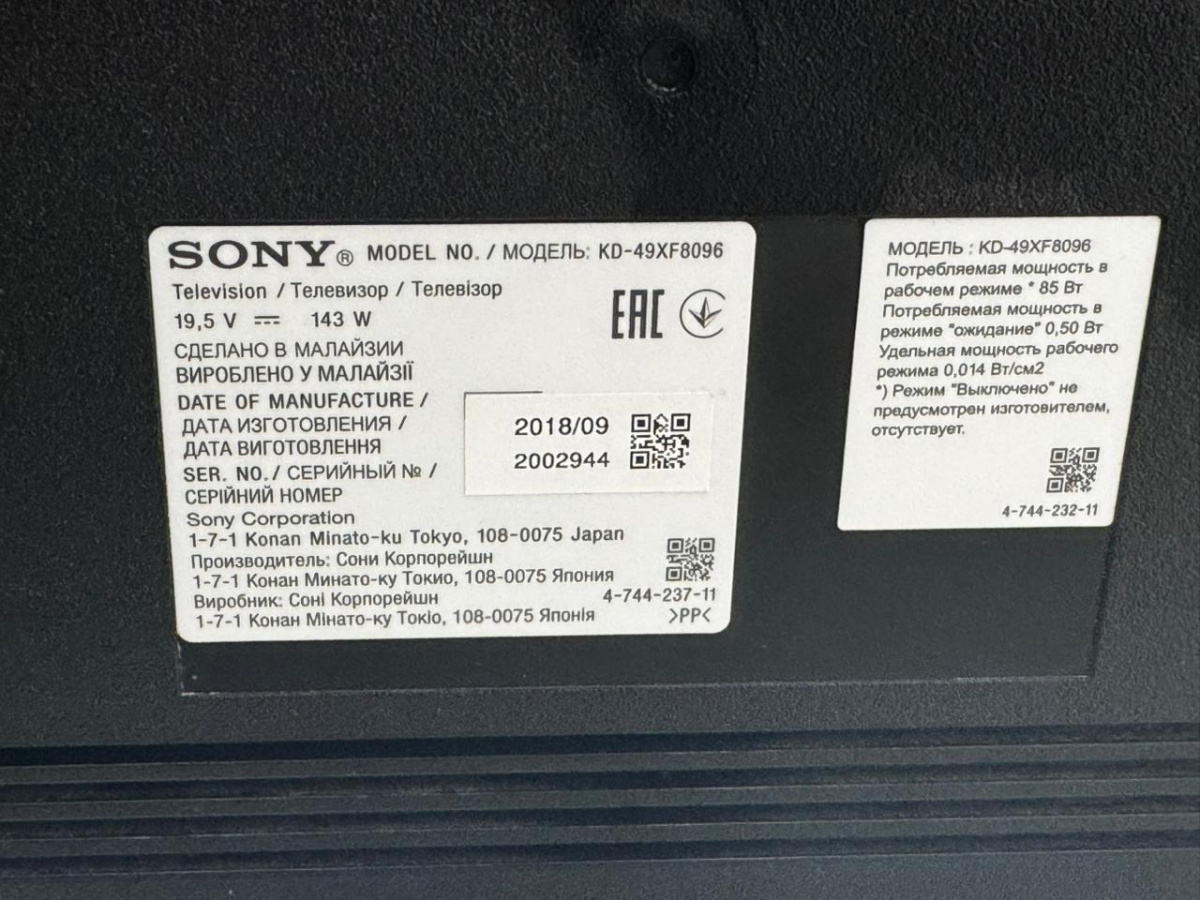 SONY® MODEL NO. / МОДЕЛЬ: KD-49XF8096
Television / Телевизор / Телевізор
19,5 V ⎓ 143 W
EAC
СДЕЛАНО В МАЛАЙЗИИ
ВИРОБЛЕНО У МАЛАЙЗІЇ
DATE OF MANUFACTURE /
ДАТА ИЗГОТОВЛЕНИЯ /
ДАТА ВИГОТОВЛЕННЯ
2018/09
SER. NO. / СЕРИЙНЫЙ № /
СЕРІЙНИЙ НОМЕР
2002944
Sony Corporation
1-7-1 Konan Minato-ku Tokyo, 108-0075 Japan
Производитель: Сони Корпорейшн
1-7-1 Конан Минато-ку Токио, 108-0075 Япония
Виробник: Соні Корпорейшн
4-744-237-11
1-7-1 Конан Мінато-ку Токіо, 108-0075 Японія
>PP<
МОДЕЛЬ : KD-49XF8096
Потребляемая мощность в
рабочем режиме * 85 Вт
Потребляемая мощность в
режиме "ожидание" 0,50 Вт
Удельная мощность рабочего
режима 0,014 Вт/см2
*) Режим "Выключено" не
предусмотрен изготовителем,
отсутствует.
4-744-232-11